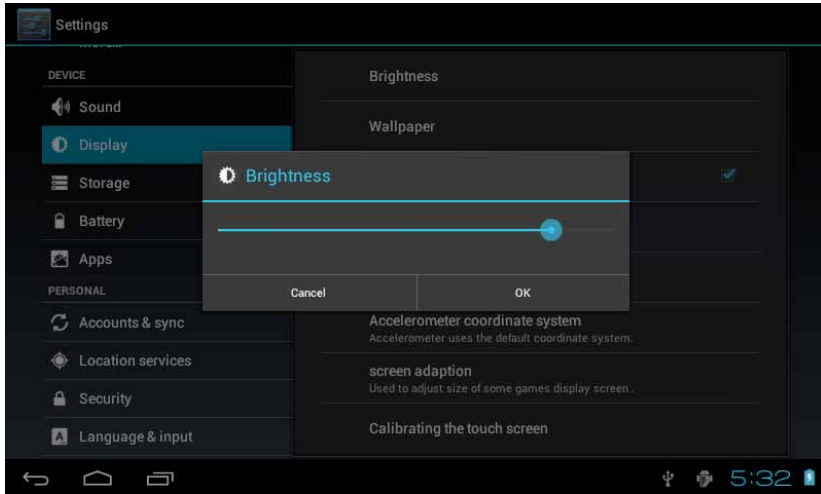 Settings
DEVICE
Sound
Display
Storage
Battery
Apps
PERSONAL
Accounts & sync
Location services
Security
Language & input
Brightness
Wallpaper
Brightness
Cancel
OK
Accelerometer coordinate system
Accelerometer uses the default coordinate system.
screen adaption
Used to adjust size of some games display screen .
Calibrating the touch screen
5:32